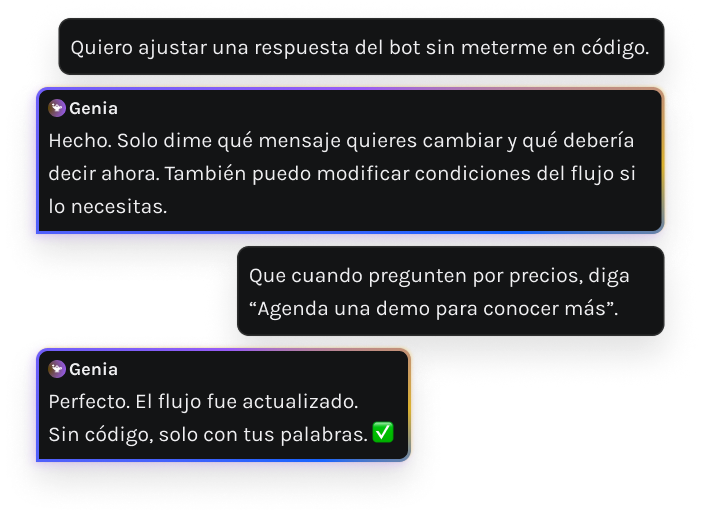 Quiero ajustar una respuesta del bot sin meterme en código.
Genia
Hecho. Solo dime qué mensaje quieres cambiar y qué debería
decir ahora. También puedo modificar condiciones del flujo si
lo necesitas.
Que cuando pregunten por precios, diga
“Agenda una demo para conocer más”.
Genia
Perfecto. El flujo fue actualizado.
Sin código, solo con tus palabras. ✅